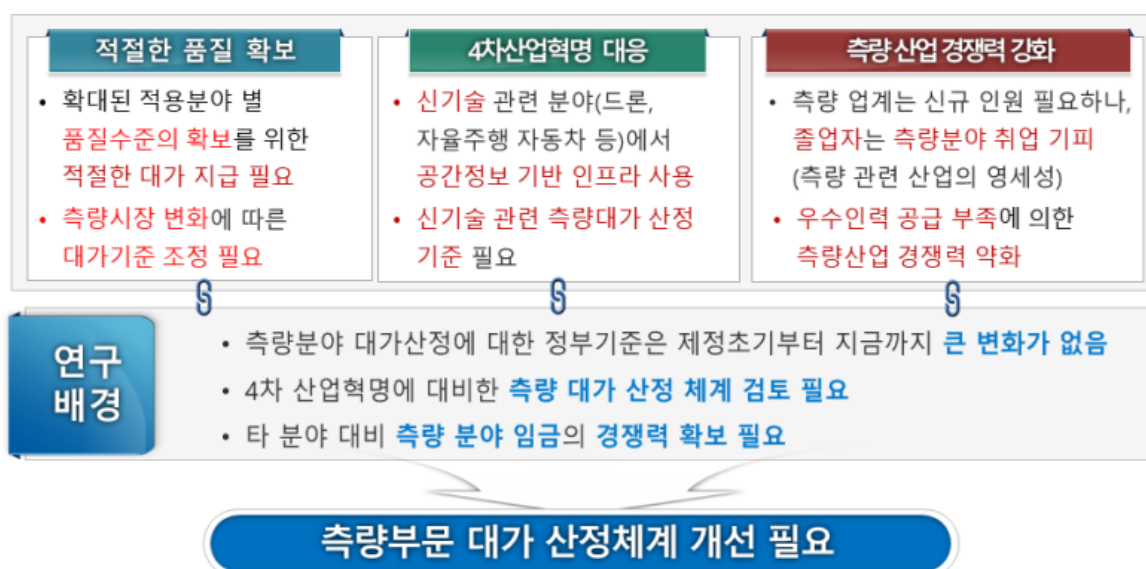 적절한 품질 확보
• 확대된 적용분야 별
품질수준의 확보를 위한
적절한 대가 지급 필요
• 측량시장 변화에 따른
대가기준 조정 필요
4차산업혁명 대응
• 신기술 관련 분야(드론,
자율주행 자동차 등)에서
공간정보 기반 인프라 사용
• 신기술 관련 측량대가 산정
기준 필요
측량 산업 경쟁력 강화
• 측량 업계는 신규 인원 필요하나,
졸업자는 측량분야 취업 기피
(측량 관련 산업의 영세성)
• 우수인력 공급 부족에 의한
측량산업 경쟁력 약화
연구
배경
• 측량분야 대가산정에 대한 정부기준은 제정초기부터 지금까지 큰 변화가 없음
• 4차 산업혁명에 대비한 측량 대가 산정 체계 검토 필요
• 타 분야 대비 측량 분야 임금의 경쟁력 확보 필요
측량부문 대가 산정체계 개선 필요